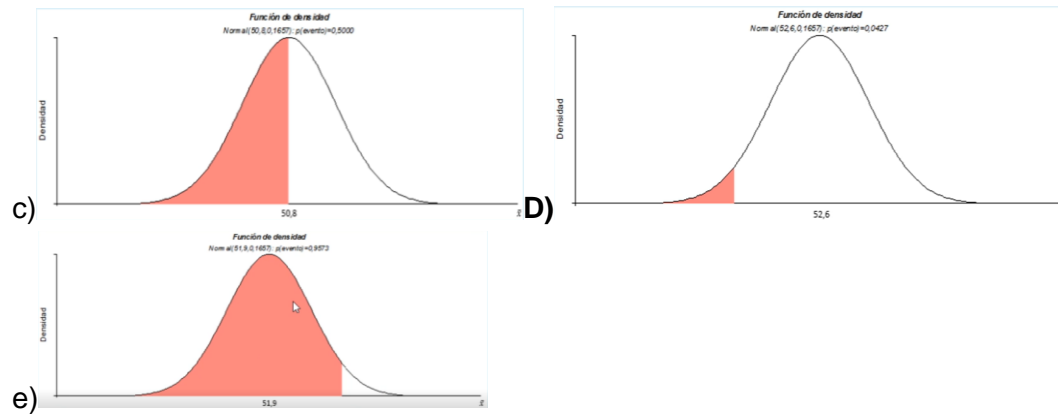 Función de densidad
Normal(50,8,0,1657): p(evento)=0,5000
Densidad
50,8
c)
Función de densidad
Normal(52,6,0,1657): p(evento)=0,0427
Densidad
52,6
D)
Función de densidad
Normal(51,9,0,1657): p(evento)=0,9573
Densidad
51,9
e)